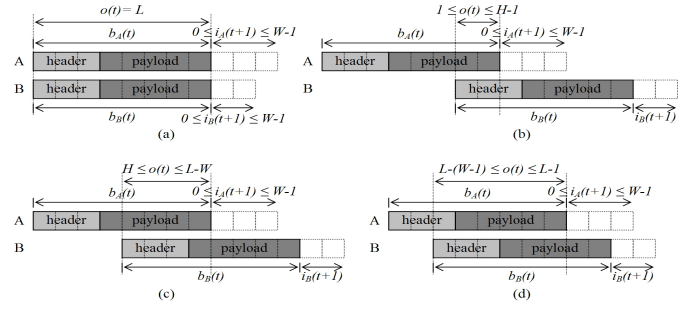 o(t)= L
b_A(t) 0 ≤ i_A(t+1) ≤ W-1
A header payload
B header payload
b_B(t)
0 ≤ i_B(t+1) ≤ W-1
(a)
1 ≤ o(t) ≤ H-1
b_A(t) 0 ≤ i_A(t+1) ≤ W-1
A header payload
B header payload
b_B(t) i_B(t+1)
(b)
H ≤ o(t) ≤ L-W
b_A(t) 0 ≤ i_A(t+1) ≤ W-1
A header payload
B header payload
b_B(t) i_B(t+1)
(c)
L-(W-1) ≤ o(t) ≤ L-1
b_A(t) 0 ≤ i_A(t+1) ≤ W-1
A header payload
B header payload
b_B(t) i_B(t+1)
(d)